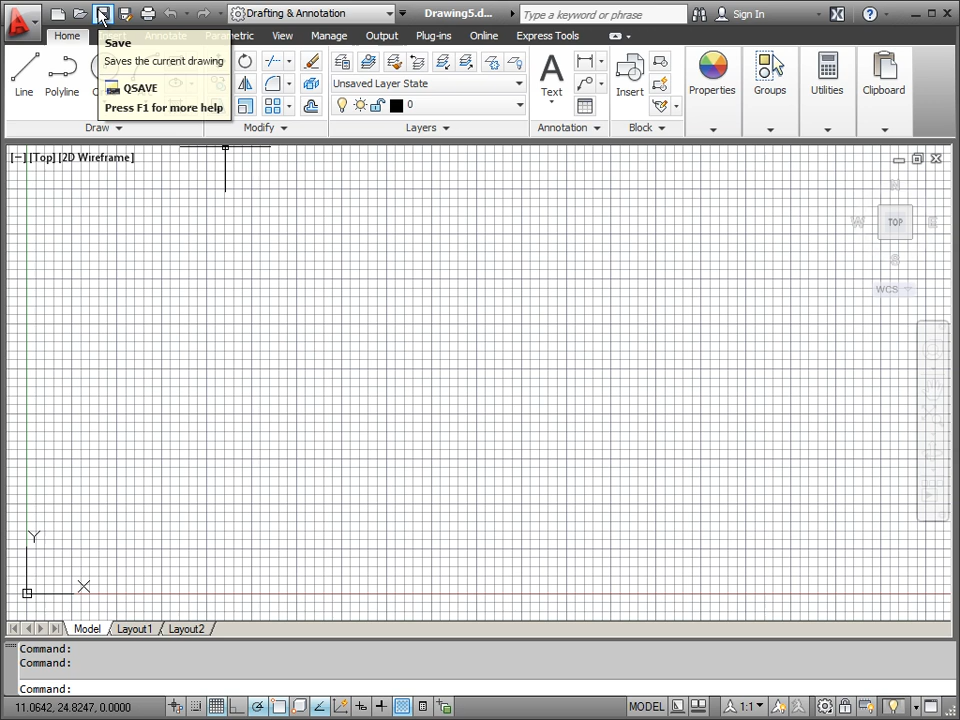 Drafting & Annotation
Drawing5.d...
Type a keyword or phrase
Sign In
Home
Annotate
Parametric
View
Manage
Output
Plug-ins
Online
Express Tools
Save
Saves the current drawing
QSAVE
Press F1 for more help
Line
Polyline
Text
Insert
Properties
Groups
Utilities
Clipboard
Unsaved Layer State
0
Draw
Modify
Layers
Annotation
Block
[−] [Top] [2D Wireframe]
N
W
TOP
E
S
WCS
Y
X
Model
Layout1
Layout2
Command:
Command:
Command:
11.0642, 24.8247, 0.0000
MODEL
1:1